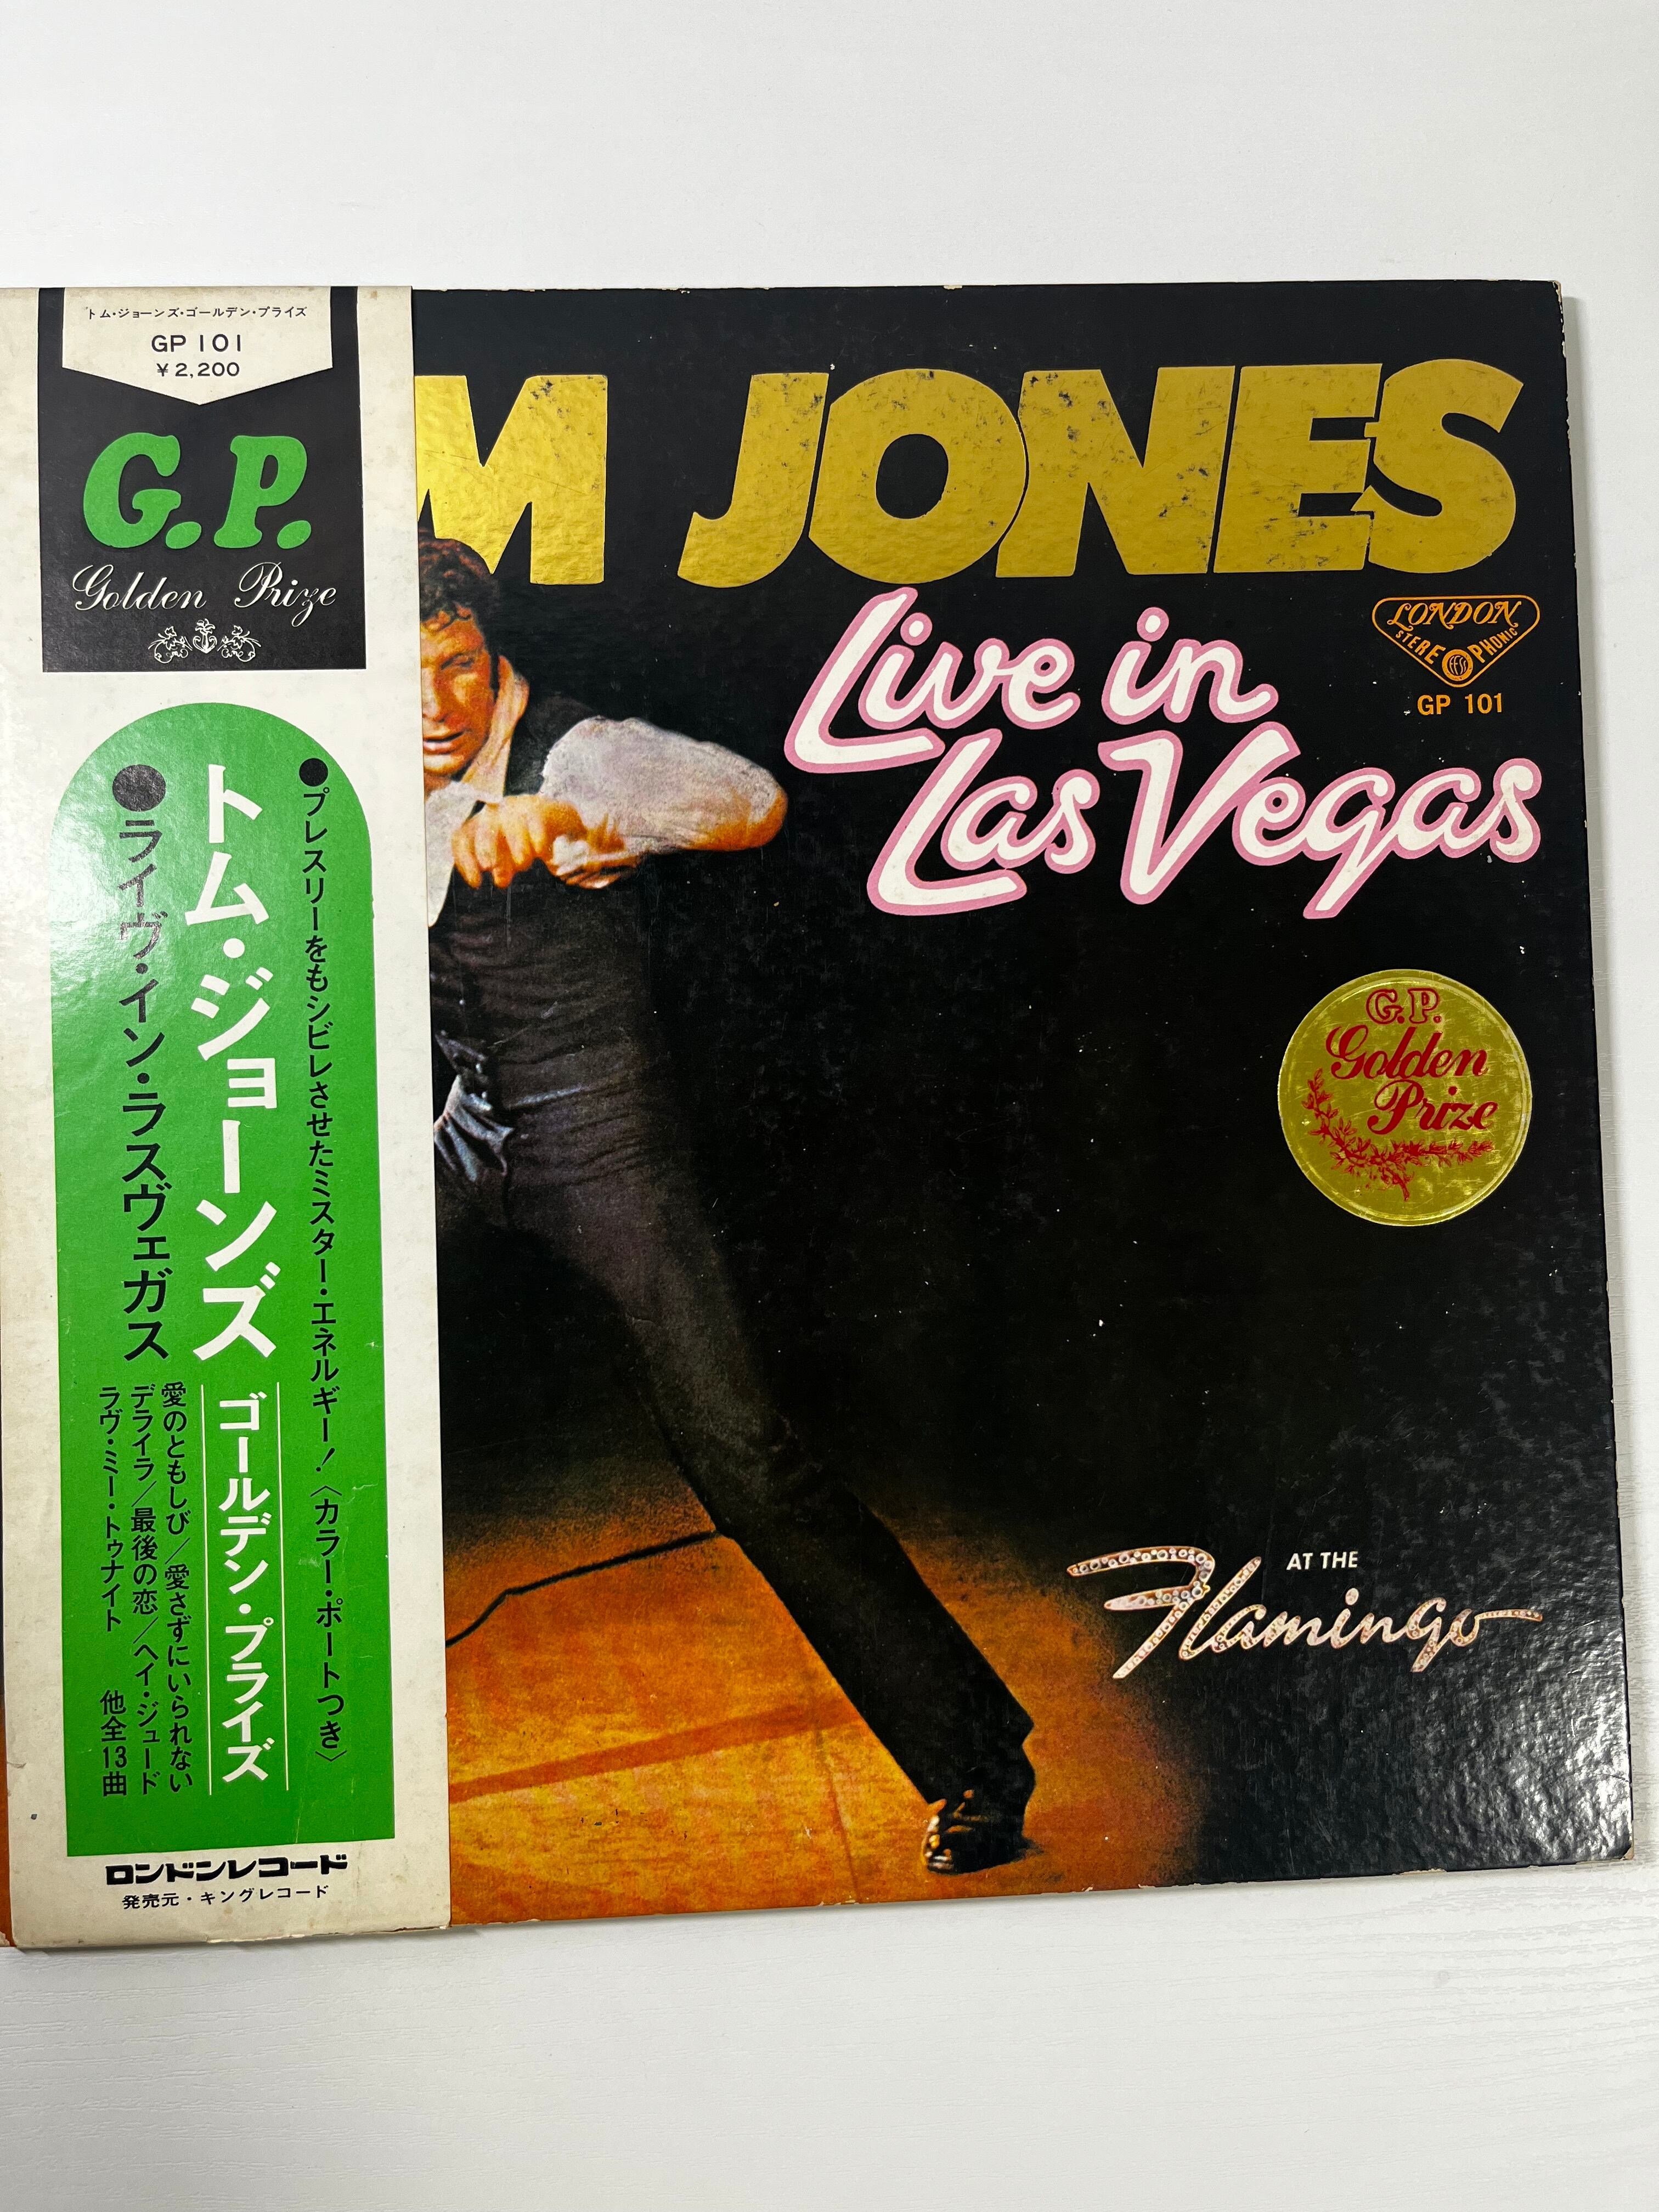 トム・ジョーンズ・ゴールデン・プライズ
GP 101
¥2,200
G.P.
Golden Prize
●プレスリーをもシビレさせたミスター・エネルギー!〈カラー・ポートつき〉
トム・ジョーンズ
ゴールデン・プライズ
●ライヴ・イン・ラスヴェガス
愛のともしび/愛さずにいられない
デライラ/最後の恋/ヘイ・ジュード
ラヴ・ミー・トゥナイト 他全13曲
ロンドンレコード
発売元・キングレコード
M JONES
Live in
Las Vegas
LONDON
STEREOPHONIC
ffss
GP 101
G.P.
Golden
Prize
AT THE
Flamingo